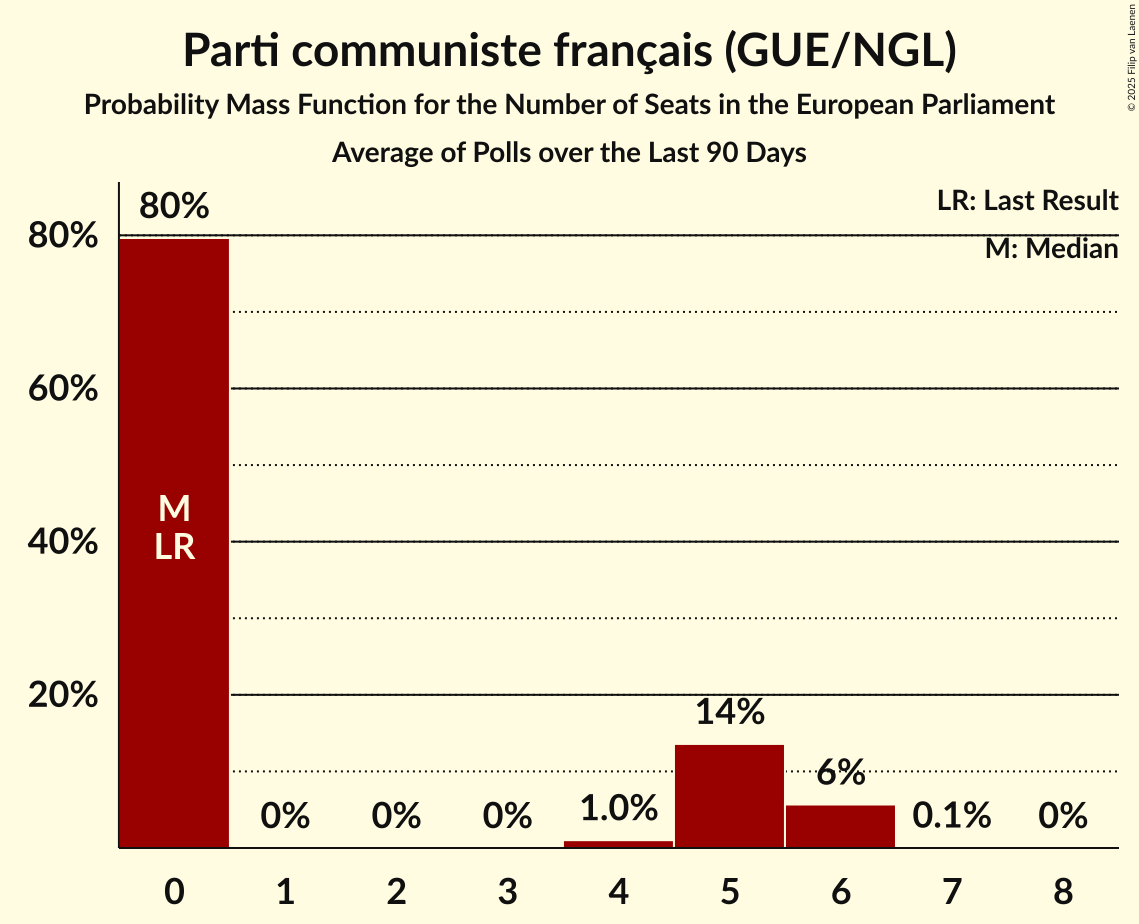 Parti communiste français (GUE/NGL)
Probability Mass Function for the Number of Seats in the European Parliament
Average of Polls over the Last 90 Days
© 2025 Filip van Laenen
LR: Last Result
M: Median
80%
60%
40%
20%
80%
M
LR
0%
0%
0%
1.0%
14%
6%
0.1%
0%
0 1 2 3 4 5 6 7 8